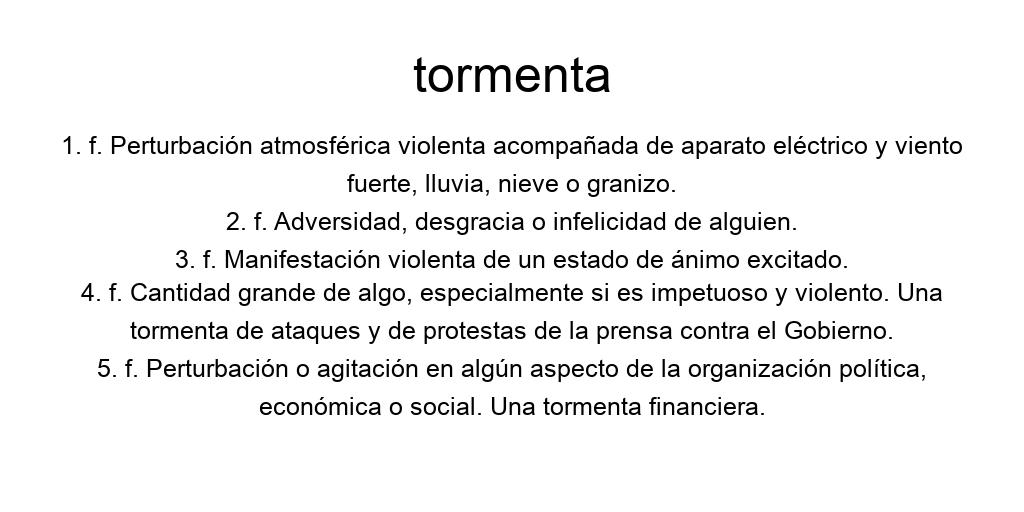 tormenta
1. f. Perturbación atmosférica violenta acompañada de aparato eléctrico y viento
fuerte, lluvia, nieve o granizo.
2. f. Adversidad, desgracia o infelicidad de alguien.
3. f. Manifestación violenta de un estado de ánimo excitado.
4. f. Cantidad grande de algo, especialmente si es impetuoso y violento. Una
tormenta de ataques y de protestas de la prensa contra el Gobierno.
5. f. Perturbación o agitación en algún aspecto de la organización política,
económica o social. Una tormenta financiera.